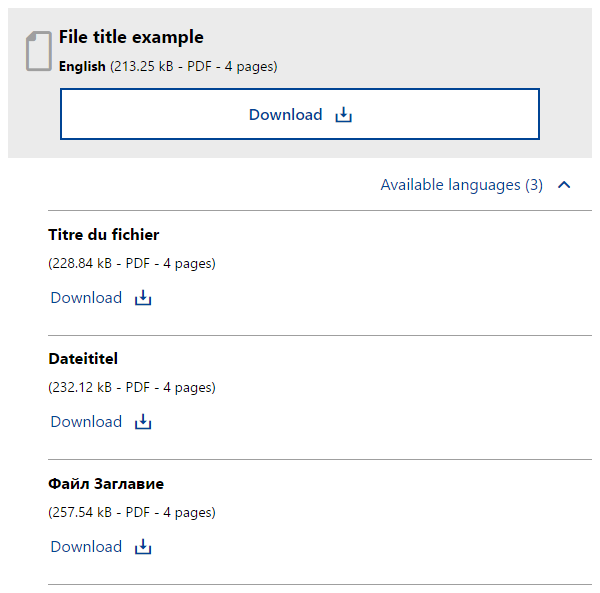 File title example
English (213.25 kB - PDF - 4 pages)
Download
Available languages (3)
Titre du fichier
(228.84 kB - PDF - 4 pages)
Download
Dateititel
(232.12 kB - PDF - 4 pages)
Download
Файл Заглавие
(257.54 kB - PDF - 4 pages)
Download